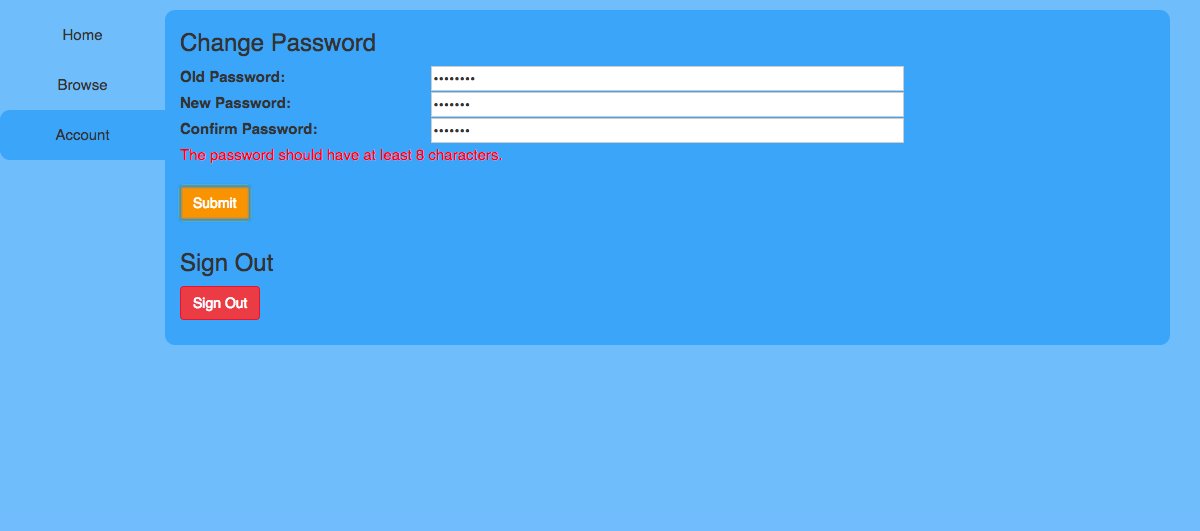 Home
Browse
Account
Change Password
Old Password: ••••••••
New Password: •••••••
Confirm Password: •••••••
The password should have at least 8 characters.
Submit
Sign Out
Sign Out